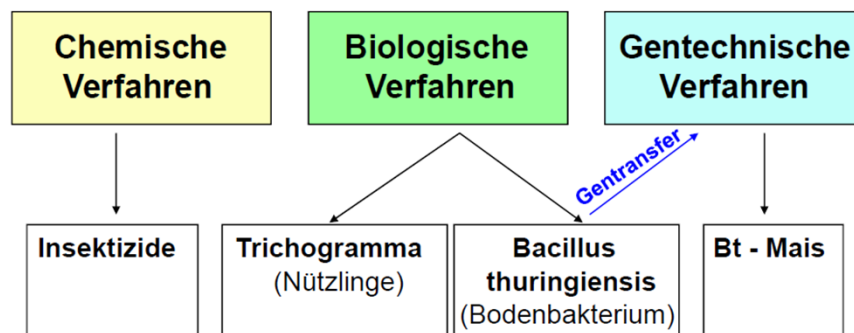 Chemische
Verfahren
Biologische
Verfahren
Gentechnische
Verfahren
Gentransfer
Insektizide
Trichogramma
(Nützlinge)
Bacillus
thuringiensis
(Bodenbakterium)
Bt - Mais